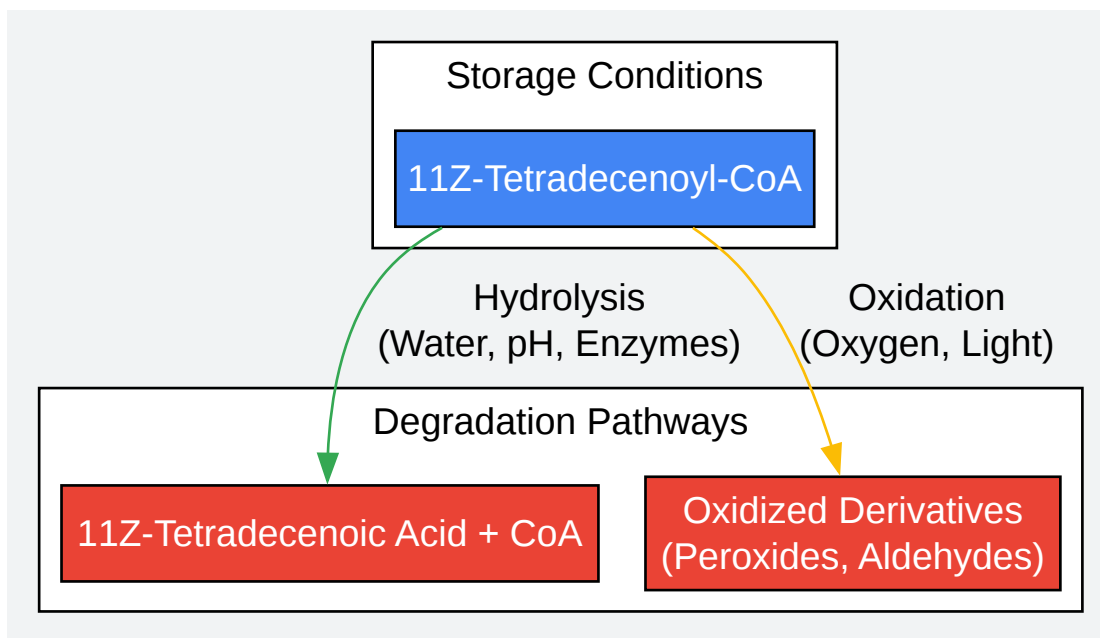 Storage Conditions
11Z-Tetradecenoyl-CoA
Hydrolysis
(Water, pH, Enzymes)
Oxidation
(Oxygen, Light)
Degradation Pathways
11Z-Tetradecenoic Acid + CoA
Oxidized Derivatives
(Peroxides, Aldehydes)